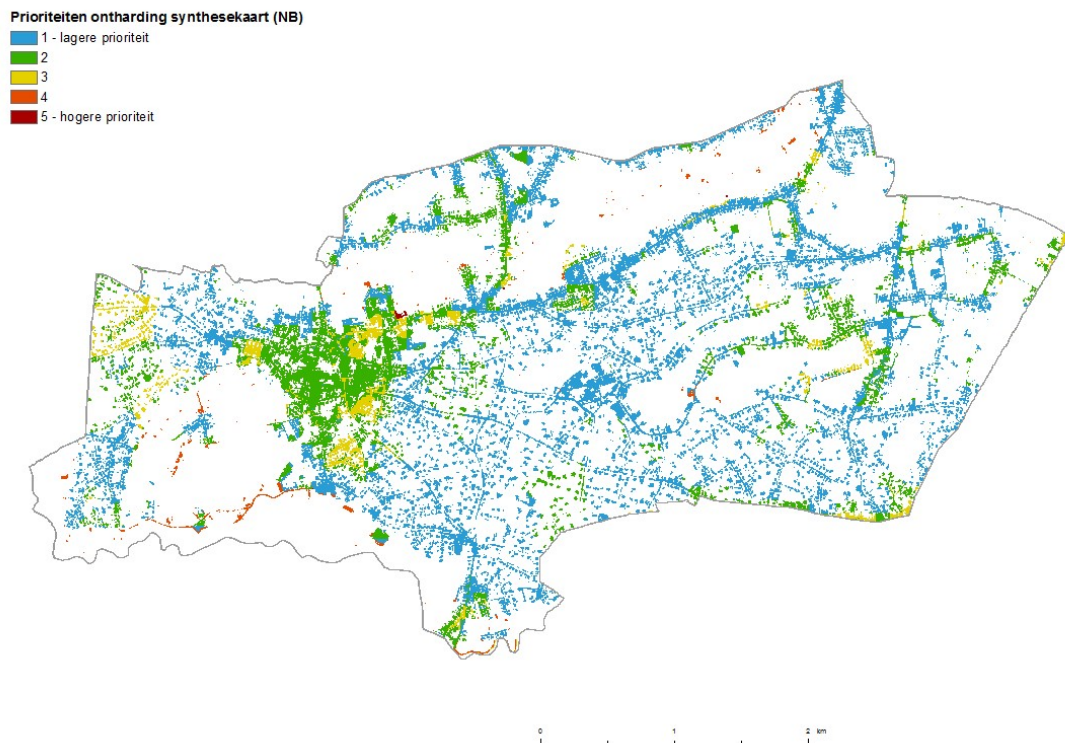 Prioriteiten ontharding synthesekaart (NB)
1 - lagere prioriteit
2
3
4
5 - hogere prioriteit
0 1 2 km